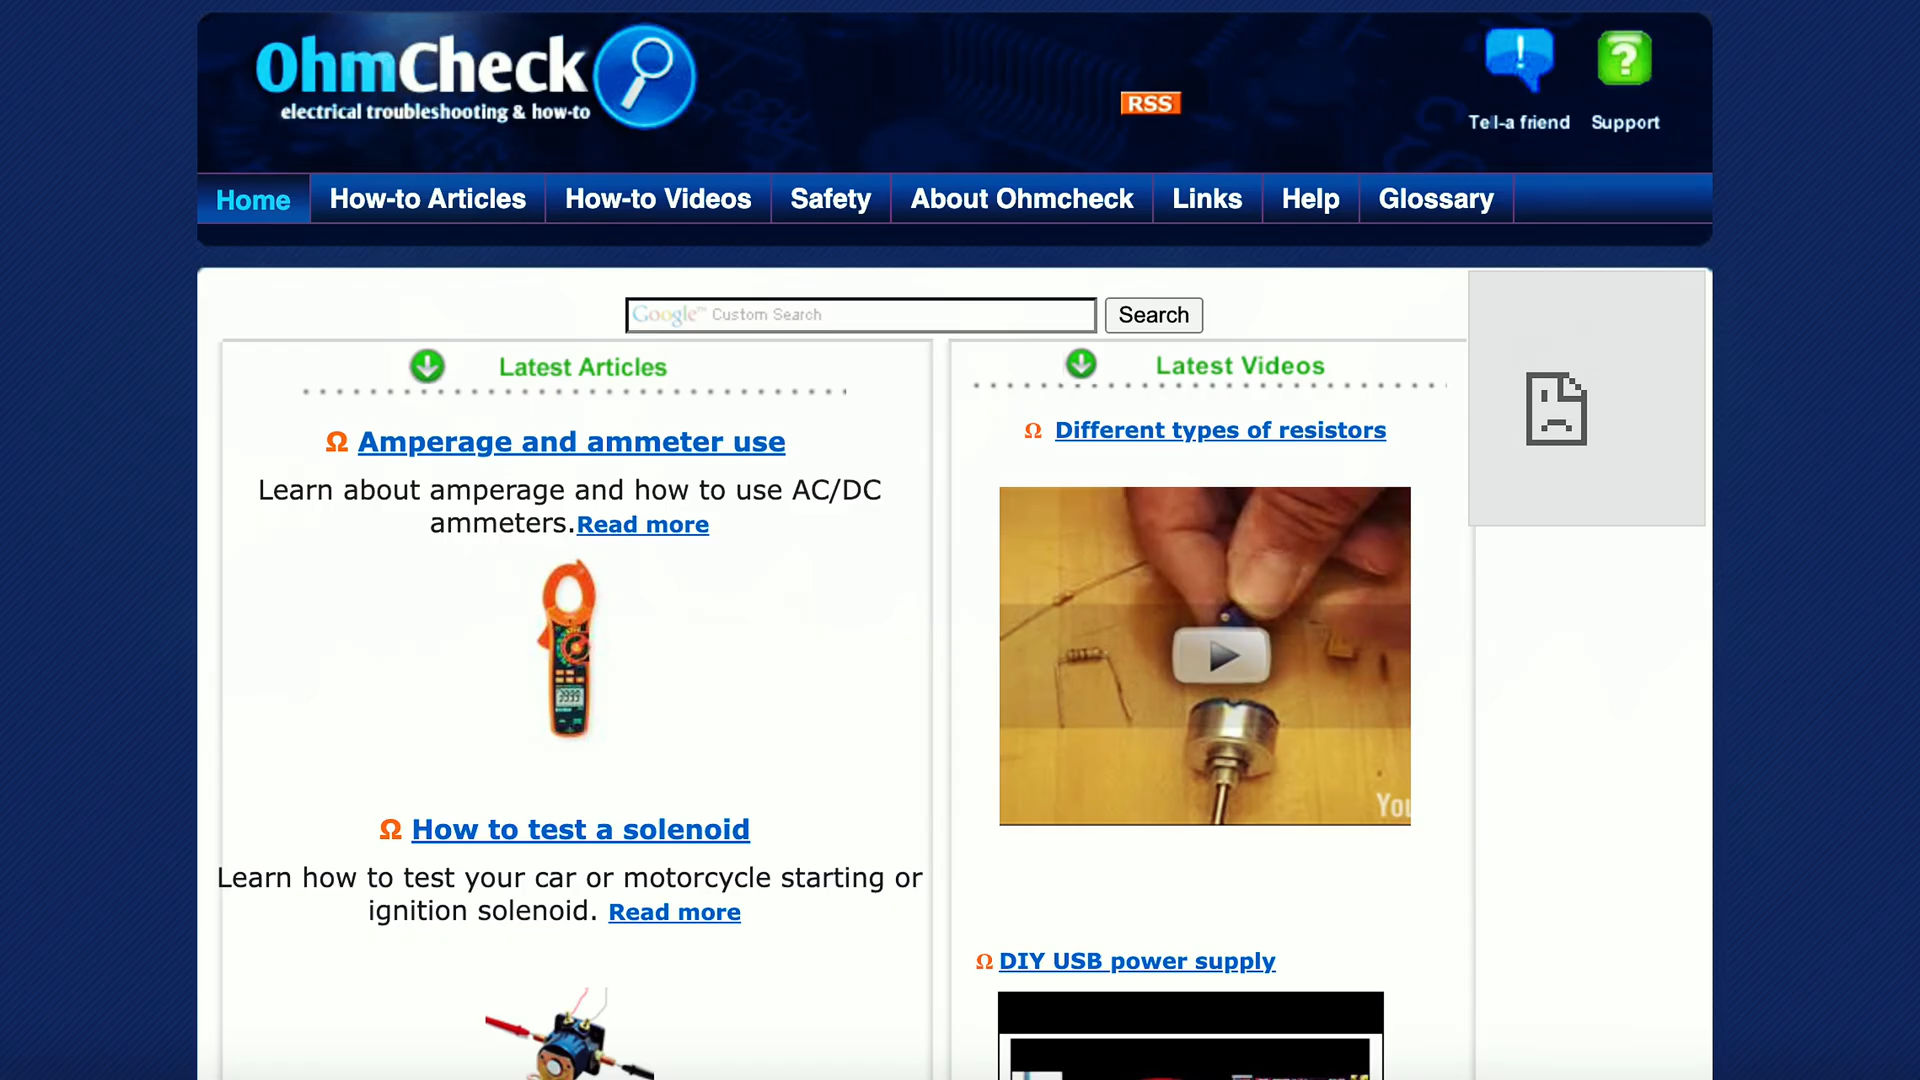 OhmCheck
electrical troubleshooting & how-to
RSS
Tell-a friend
Support
Home
How-to Articles
How-to Videos
Safety
About Ohmcheck
Links
Help
Glossary
Google™ Custom Search
Search
Latest Articles
Ω Amperage and ammeter use
Learn about amperage and how to use AC/DC
ammeters.Read more
Ω How to test a solenoid
Learn how to test your car or motorcycle starting or
ignition solenoid. Read more
Latest Videos
Ω Different types of resistors
You
Ω DIY USB power supply